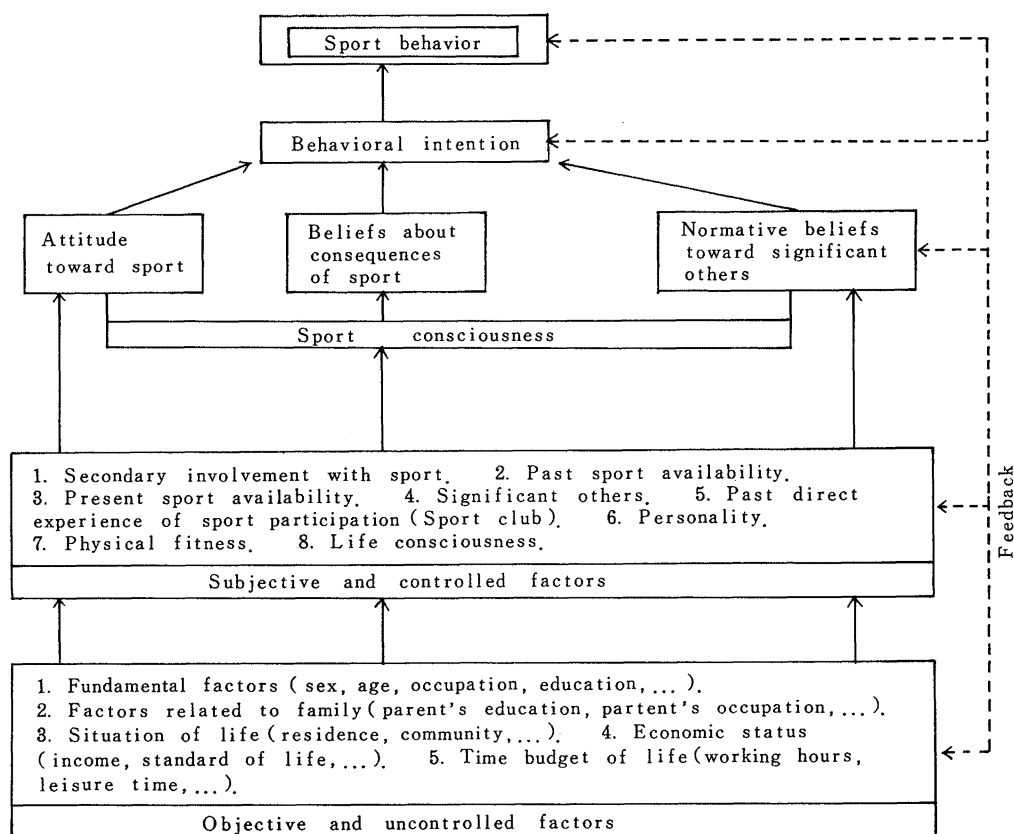 Sport behavior
Behavioral intention
Attitude
toward sport
Beliefs about
consequences
of sport
Normative beliefs
toward significant
others
Sport consciousness
1. Secondary involvement with sport. 2. Past sport availability.
3. Present sport availability. 4. Significant others. 5. Past direct
experience of sport participation (Sport club). 6. Personality.
7. Physical fitness. 8. Life consciousness.
Subjective and controlled factors
1. Fundamental factors (sex, age, occupation, education, ...).
2. Factors related to family (parent's education, partent's occupation, ...).
3. Situation of life (residence, community, ...). 4. Economic status
(income, standard of life, ...). 5. Time budget of life (working hours,
leisure time, ...).
Objective and uncontrolled factors
Feedback